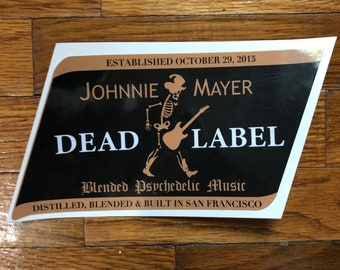 ESTABLISHED OCTOBER 29, 2015
JOHNNIE MAYER
DEAD LABEL
Blended Psychedelic Music
DISTILLED, BLENDED & BUILT IN SAN FRANCISCO